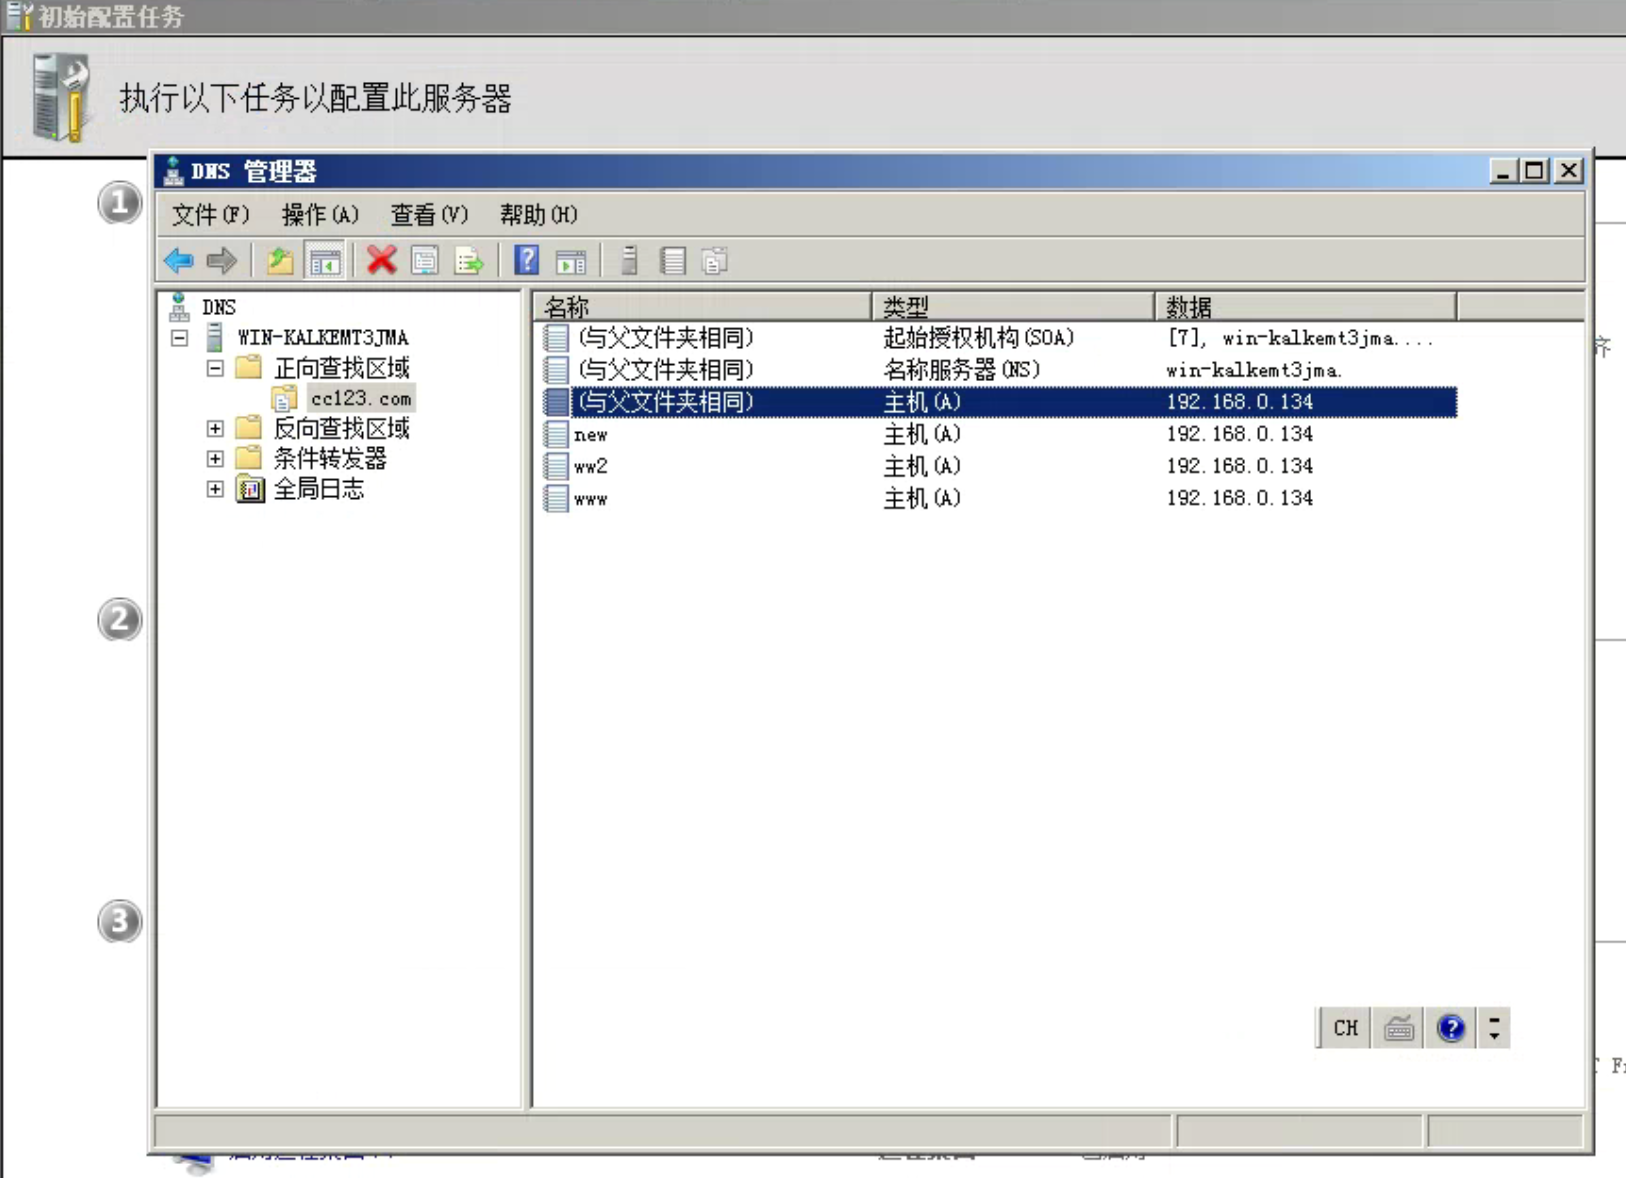 初始配置任务
执行以下任务以配置此服务器
DNS 管理器
1
文件(F) 操作(A) 查看(V) 帮助(H)
DNS
WIN-KALKEMT3JMA
正向查找区域
cc123.com
反向查找区域
条件转发器
全局日志
名称 类型 数据
(与父文件夹相同) 起始授权机构(SOA) [7], win-kalkemt3jma....
(与父文件夹相同) 名称服务器(NS) win-kalkemt3jma.
(与父文件夹相同) 主机(A) 192.168.0.134
new 主机(A) 192.168.0.134
ww2 主机(A) 192.168.0.134
www 主机(A) 192.168.0.134
2
3
CH